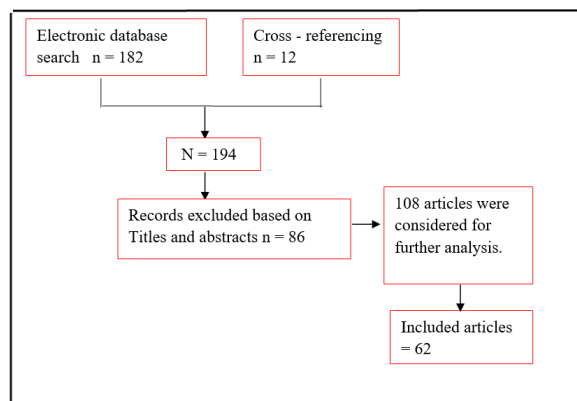 Electronic database
search n = 182
Cross - referencing
n = 12
N = 194
Records excluded based on
Titles and abstracts n = 86
108 articles were
considered for
further analysis.
Included articles
= 62